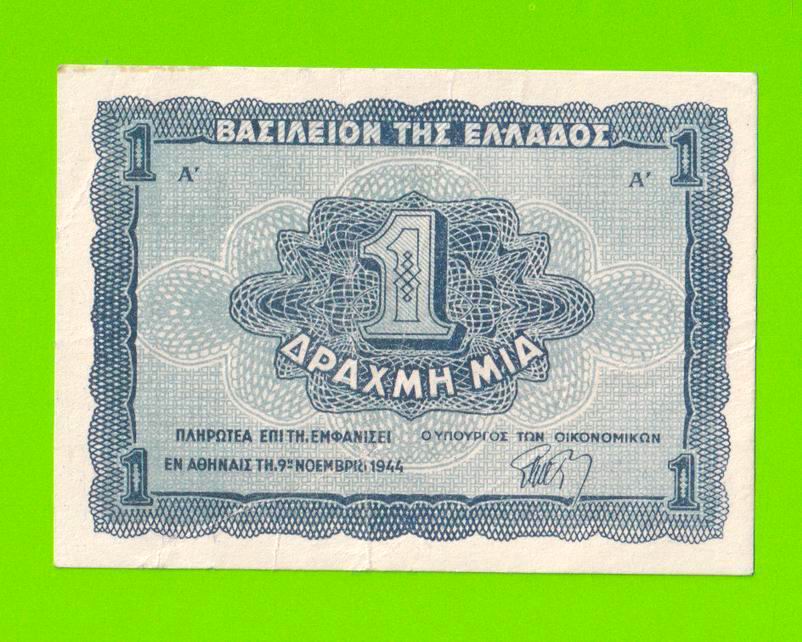 ΒΑΣΙΛΕΙΟΝ ΤΗΣ ΕΛΛΑΔΟΣ
1 1
Α' Α'
1
ΔΡΑΧΜΗ ΜΙΑ
ΠΛΗΡΩΤΕΑ ΕΠΙ ΤΗ, ΕΜΦΑΝΙΣΕΙ Ο ΥΠΟΥΡΓΟΣ ΤΩΝ ΟΙΚΟΝΟΜΙΚΩΝ
ΕΝ ΑΘΗΝΑΙΣ ΤΗ, 9ῃ ΝΟΕΜΒΡΙΟΥ 1944
1 1